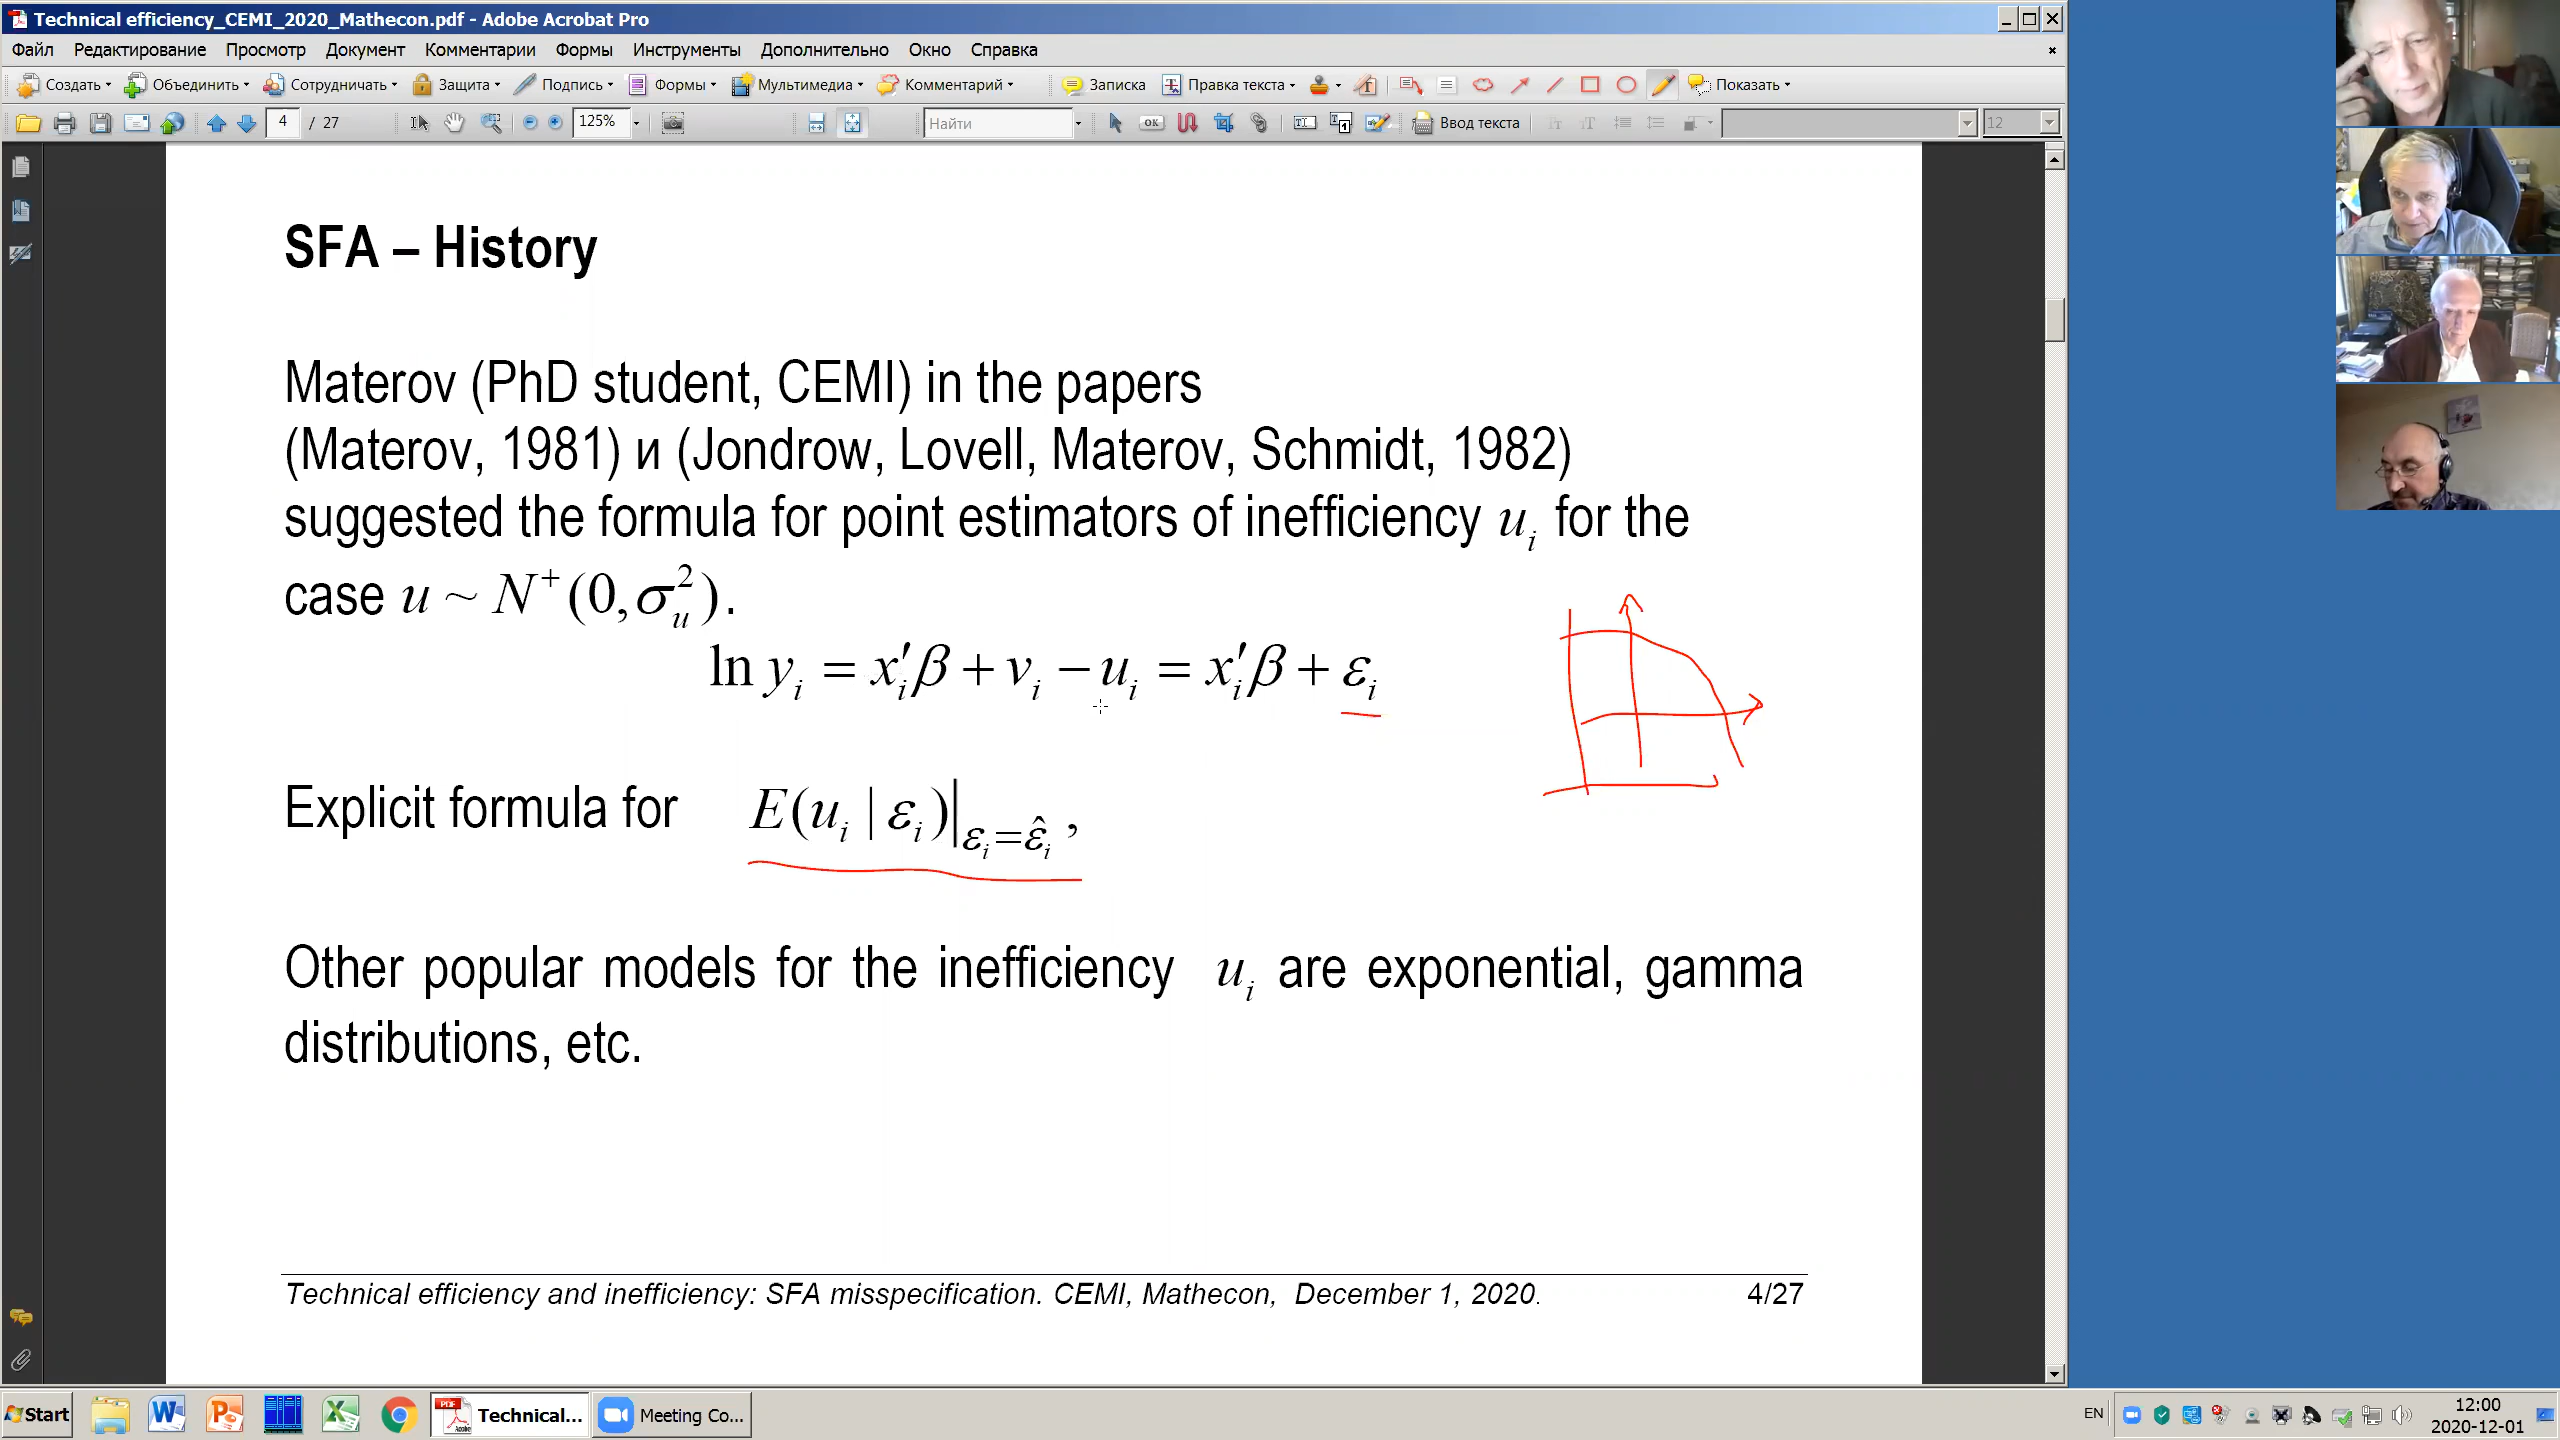 Technical efficiency_CEMI_2020_Mathecon.pdf - Adobe Acrobat Pro
Файл Редактирование Просмотр Документ Комментарии Формы Инструменты Дополнительно Окно Справка
Создать Объединить Сотрудничать Защита Подпись Формы Мультимедиа Комментарий Записка Правка текста Показать
4 / 27 125% Найти OK Ввод текста 12
SFA – History
Materov (PhD student, CEMI) in the papers
(Materov, 1981) и (Jondrow, Lovell, Materov, Schmidt, 1982)
suggested the formula for point estimators of inefficiency u_i for the
case u ~ N⁺(0, σ_u²).
ln y_i = x_i′β + v_i − u_i = x_i′β + ε_i
Explicit formula for E(u_i | ε_i)|_{ε_i=ε̂_i} ,
Other popular models for the inefficiency u_i are exponential, gamma
distributions, etc.
Technical efficiency and inefficiency: SFA misspecification. CEMI, Mathecon, December 1, 2020. 4/27
Start Technical... Meeting Co... EN 12:00
2020-12-01